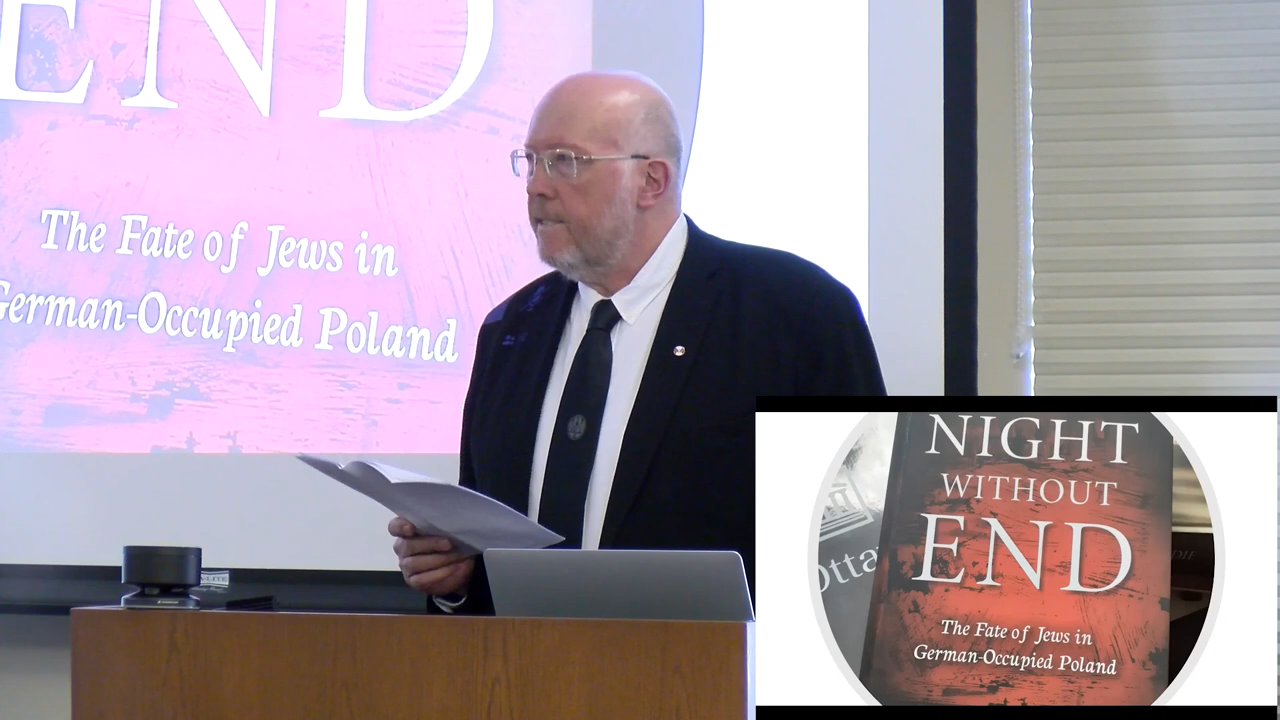 END
The Fate of Jews in
German-Occupied Poland
NIGHT
WITHOUT
END
The Fate of Jews in
German-Occupied Poland
Otta